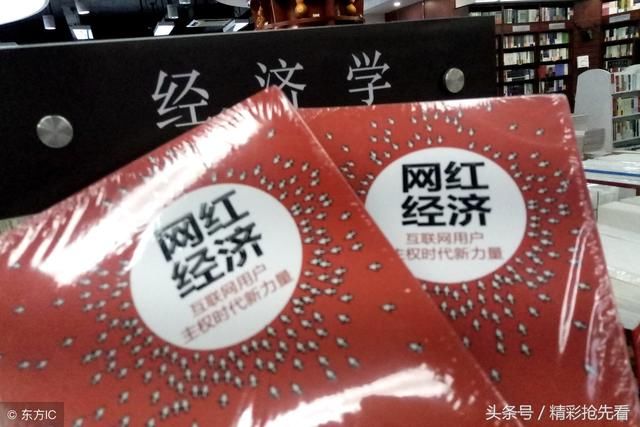 经济学
网红
经济
互联网用户
主权时代新力量
网红
经济
互联网用户
主权时代新力量
© 东方IC
头条号 / 精彩抢先看